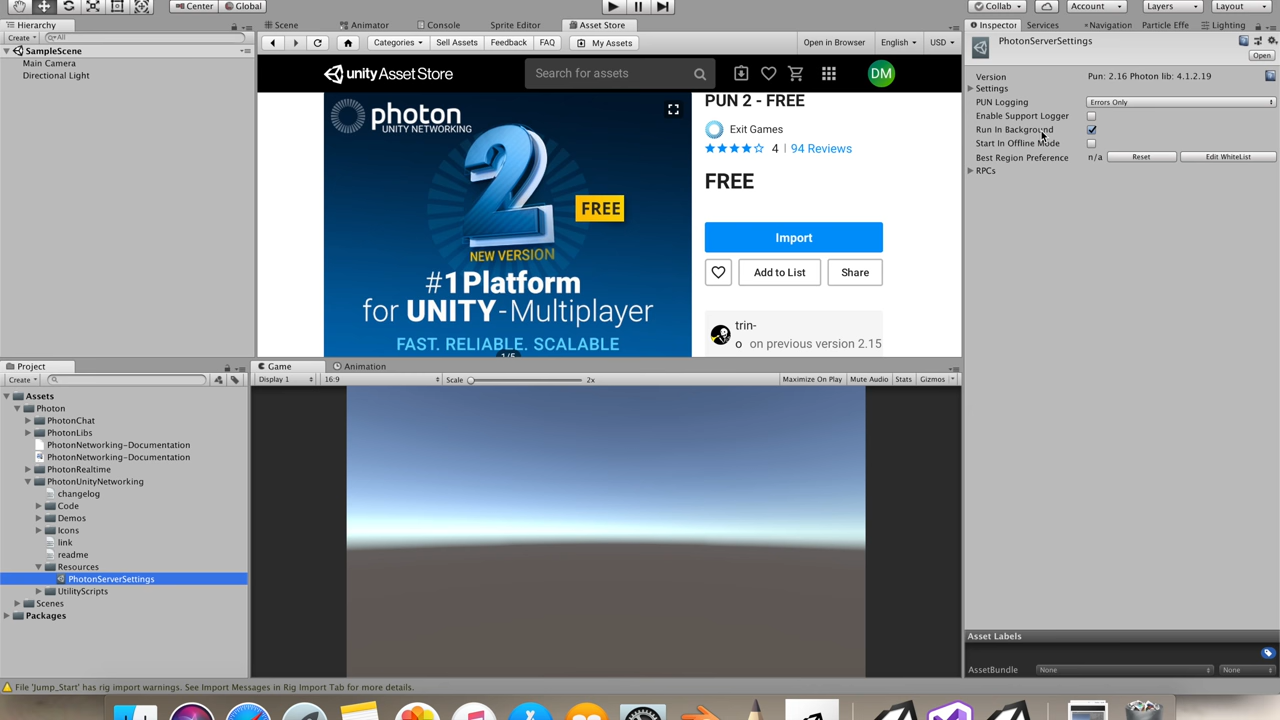 Center Global Collab Account Layers Layout
Hierarchy
Create All
SampleScene
Main Camera
Directional Light
Scene Animator Console Sprite Editor Asset Store
Categories Sell Assets Feedback FAQ My Assets Open in Browser English USD
unity Asset Store Search for assets DM
photon
UNITY NETWORKING
2
FREE
NEW VERSION
#1 Platform
for UNITY-Multiplayer
FAST. RELIABLE. SCALABLE
1/5
PUN 2 - FREE
Exit Games
4 | 94 Reviews
FREE
Import
Add to List Share
trin-
o on previous version 2.15
Inspector Services Navigation Particle Effe Lighting
PhotonServerSettings
Open
Version Pun: 2.16 Photon lib: 4.1.2.19
Settings
PUN Logging Errors Only
Enable Support Logger
Run In Background
Start In Offline Mode
Best Region Preference n/a Reset Edit WhiteList
RPCs
Project
Create
Assets
Photon
PhotonChat
PhotonLibs
PhotonNetworking-Documentation
PhotonNetworking-Documentation
PhotonRealtime
PhotonUnityNetworking
changelog
Code
Demos
Icons
link
readme
Resources
PhotonServerSettings
UtilityScripts
Scenes
Packages
Game Animation
Display 1 16:9 Scale 2x Maximize On Play Mute Audio Stats Gizmos
Asset Labels
AssetBundle None None
File 'Jump_Start' has rig import warnings. See Import Messages in Rig Import Tab for more details.